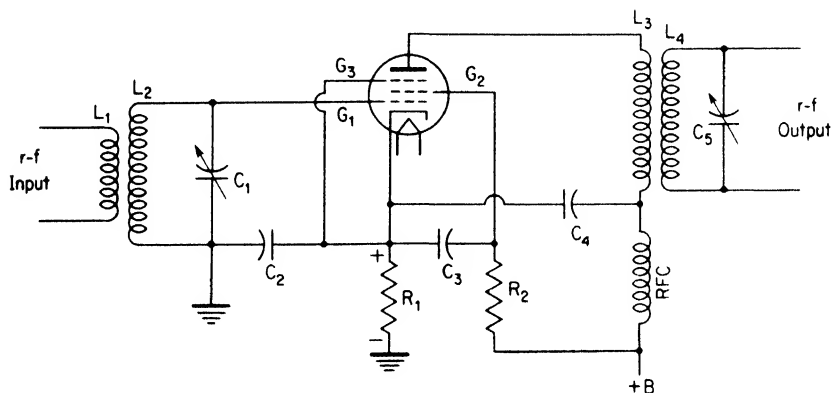 L₃
L₄
G₃
G₂
L₂
G₁
L₁
r-f
Input
C₁
C₅
r-f
Output
C₄
C₂
+
C₃
R₁
R₂
RFC
−
+B